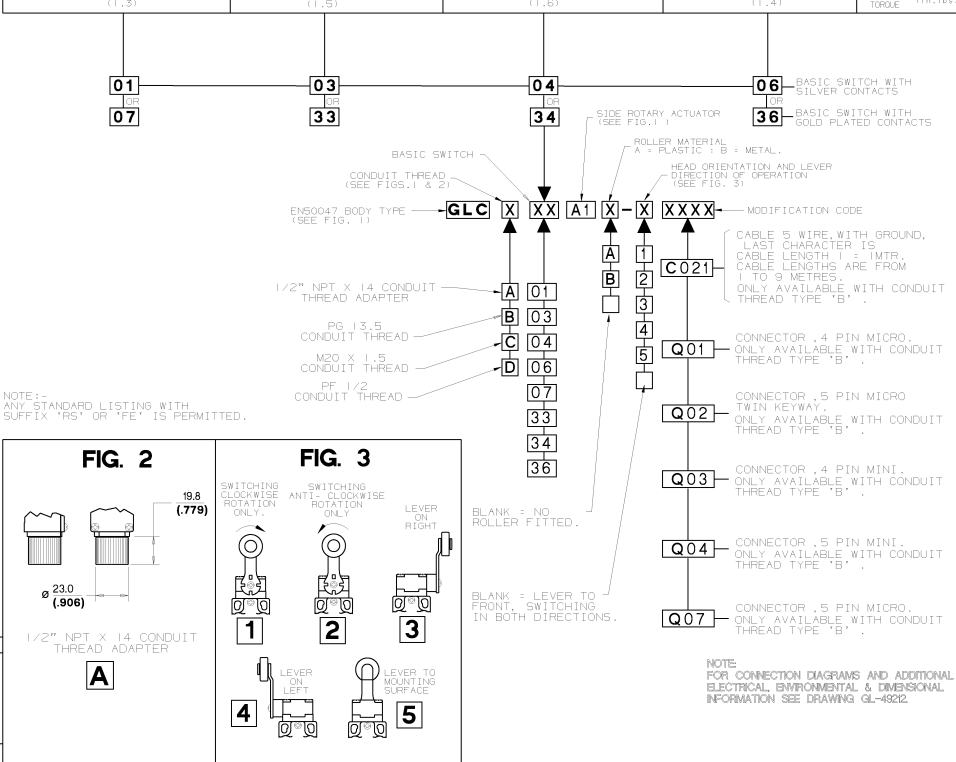 (1.3) (1.5) (1.6) (1.4) TORQUE
01 03 04 06
OR OR OR OR
07 33 34 36
BASIC SWITCH WITH
SILVER CONTACTS
BASIC SWITCH WITH
GOLD PLATED CONTACTS
SIDE ROTARY ACTUATOR
(SEE FIG.1 )
ROLLER MATERIAL
A = PLASTIC : B = METAL.
HEAD ORIENTATION AND LEVER
DIRECTION OF OPERATION
(SEE FIG. 3)
BASIC SWITCH
CONDUIT THREAD
(SEE FIGS.1 & 2)
EN50047 BODY TYPE
(SEE FIG. 1)
GLC X XX A1 X - X XXXX
MODIFICATION CODE
1/2" NPT X 14 CONDUIT
THREAD ADAPTER
A
PG 13.5
CONDUIT THREAD
B
M20 X 1.5
CONDUIT THREAD
C
PF 1/2
CONDUIT THREAD
D
01
03
04
06
07
33
34
36
A
B
1
2
3
4
5
C021
CABLE 5 WIRE, WITH GROUND,
LAST CHARACTER IS
CABLE LENGTH 1 = 1MTR.
CABLE LENGTHS ARE FROM
1 TO 9 METRES.
ONLY AVAILABLE WITH CONDUIT
THREAD TYPE 'B' .
Q01
CONNECTOR ,4 PIN MICRO.
ONLY AVAILABLE WITH CONDUIT
THREAD TYPE 'B' .
Q02
CONNECTOR ,5 PIN MICRO
TWIN KEYWAY.
ONLY AVAILABLE WITH CONDUIT
THREAD TYPE 'B' .
Q03
CONNECTOR ,4 PIN MINI.
ONLY AVAILABLE WITH CONDUIT
THREAD TYPE 'B' .
Q04
CONNECTOR ,5 PIN MINI.
ONLY AVAILABLE WITH CONDUIT
THREAD TYPE 'B' .
Q07
CONNECTOR ,5 PIN MICRO.
ONLY AVAILABLE WITH CONDUIT
THREAD TYPE 'B' .
BLANK = NO
ROLLER FITTED.
BLANK = LEVER TO
FRONT, SWITCHING
IN BOTH DIRECTIONS.
NOTE:-
ANY STANDARD LISTING WITH
SUFFIX 'RS' OR 'FE' IS PERMITTED.
FIG. 2
19.8
(.779)
ø 23.0
(.906)
1/2" NPT X 14 CONDUIT
THREAD ADAPTER
A
FIG. 3
SWITCHING
CLOCKWISE
ROTATION
ONLY.
1
SWITCHING
ANTI- CLOCKWISE
ROTATION
ONLY
2
LEVER
ON
RIGHT
3
LEVER
ON
LEFT
4
LEVER TO
MOUNTING
SURFACE
5
NOTE:
FOR CONNECTION DIAGRAMS AND ADDITIONAL
ELECTRICAL, ENVIRONMENTAL & DIMENSIONAL
INFORMATION SEE DRAWING GL-49212.